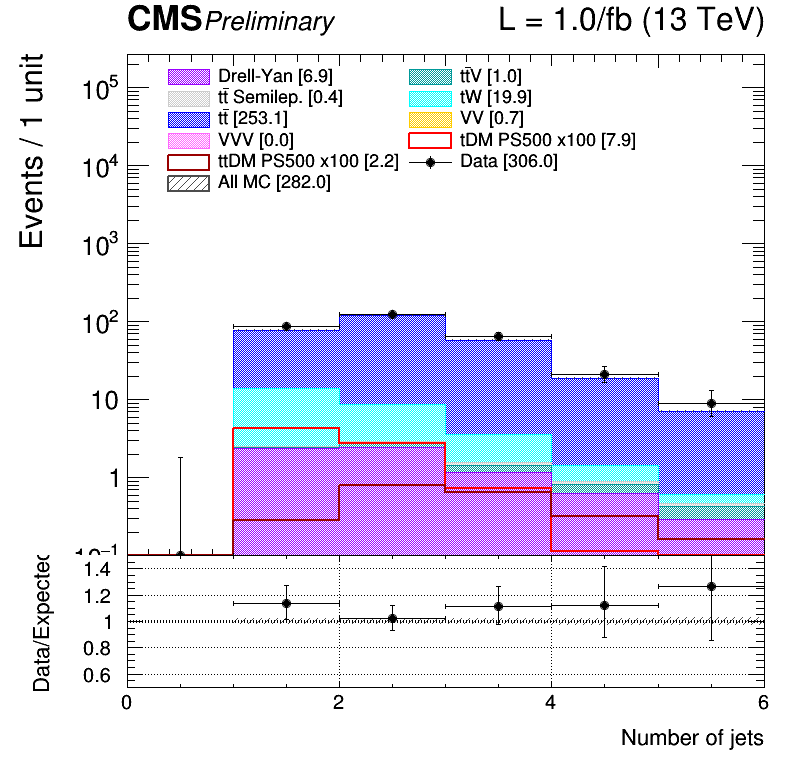 CMS Preliminary L = 1.0/fb (13 TeV)
Drell-Yan [6.9] tt̄V [1.0]
tt̄ Semilep. [0.4] tW [19.9]
tt̄ [253.1] VV [0.7]
VVV [0.0] tDM PS500 x100 [7.9]
ttDM PS500 x100 [2.2] Data [306.0]
All MC [282.0]
Events / 1 unit
10⁵
10⁴
10³
10²
10
1
10⁻¹
Data/Expected
1.4
1.2
1
0.8
0.6
0 2 4 6
Number of jets